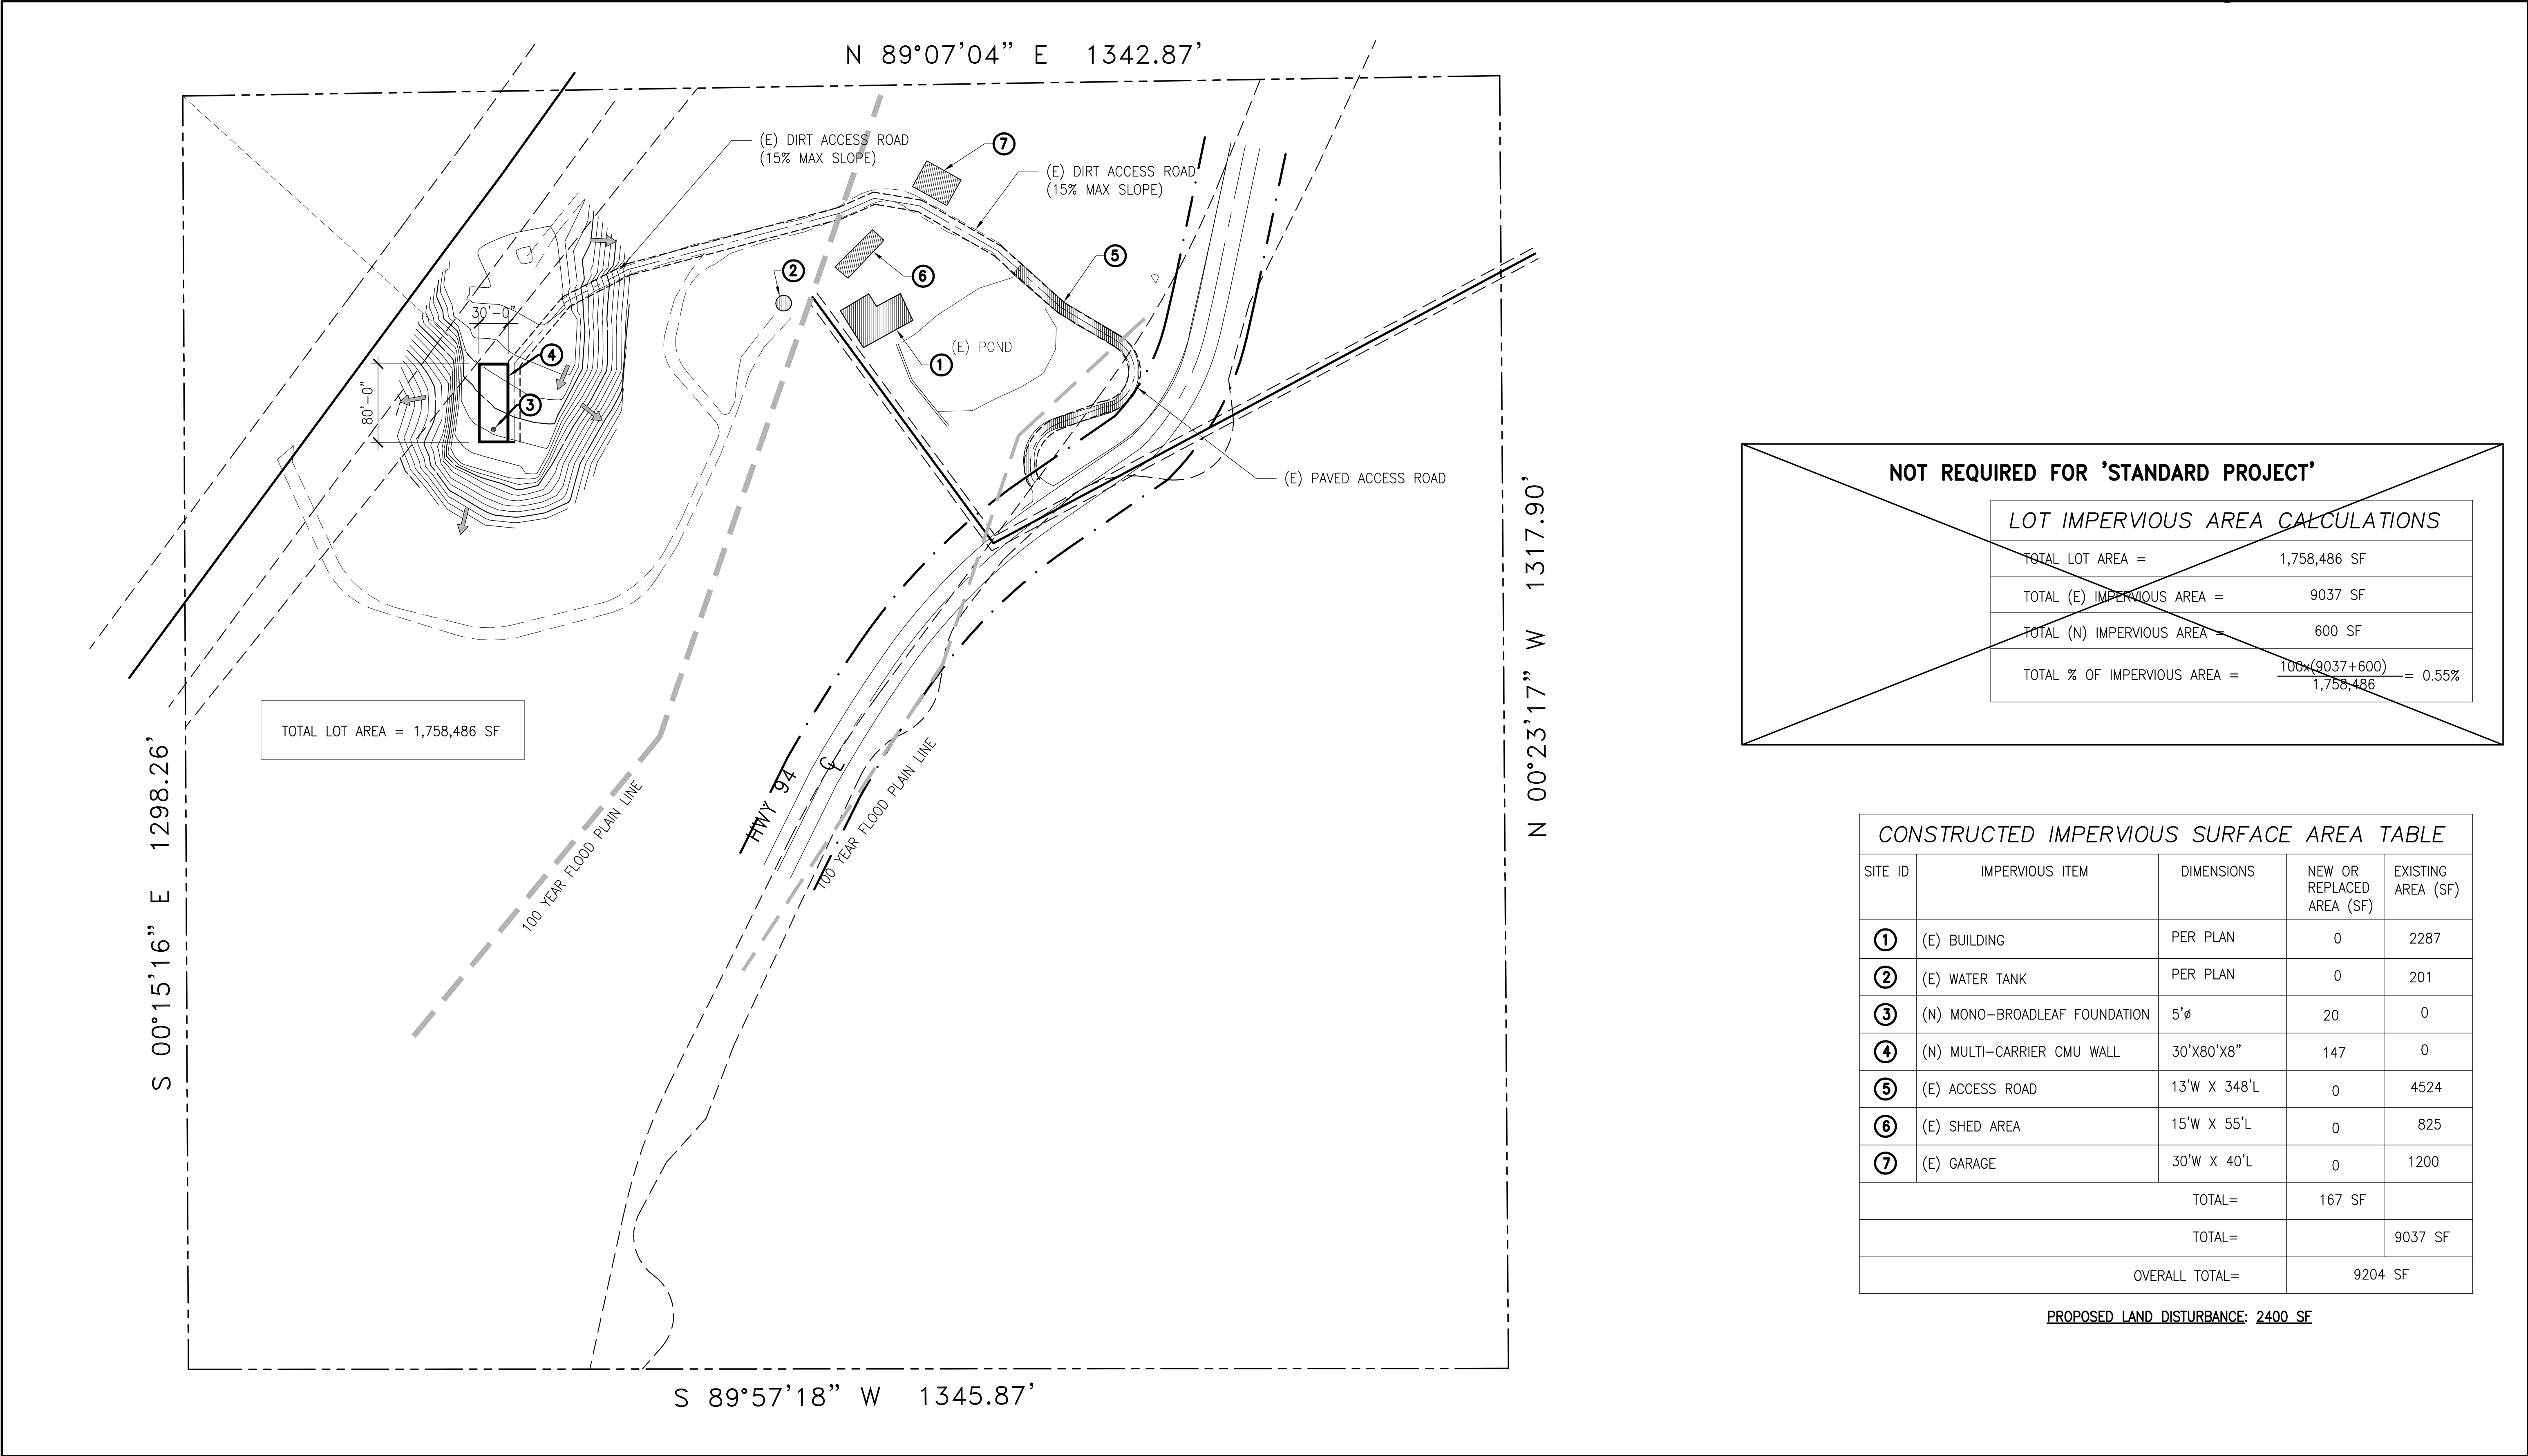 N 89°07'04" E 1342.87'
(E) DIRT ACCESS ROAD
(15% MAX SLOPE)
7
(E) DIRT ACCESS ROAD
(15% MAX SLOPE)
2
6
5
30'-0"
4
1
(E) POND
80'-0"
3
(E) PAVED ACCESS ROAD
N 00°23'17" W 1317.90'
S 00°15'16" E 1298.26'
TOTAL LOT AREA = 1,758,486 SF
HWY 94
℄
100 YEAR FLOOD PLAIN LINE
100 YEAR FLOOD PLAIN LINE
S 89°57'18" W 1345.87'
NOT REQUIRED FOR 'STANDARD PROJECT'
LOT IMPERVIOUS AREA CALCULATIONS
TOTAL LOT AREA = 1,758,486 SF
TOTAL (E) IMPERVIOUS AREA = 9037 SF
TOTAL (N) IMPERVIOUS AREA = 600 SF
TOTAL % OF IMPERVIOUS AREA = 100x(9037+600)
1,758,486
= 0.55%
CONSTRUCTED IMPERVIOUS SURFACE AREA TABLE
SITE ID IMPERVIOUS ITEM DIMENSIONS NEW OR REPLACED AREA (SF) EXISTING AREA (SF)
1 (E) BUILDING PER PLAN 0 2287
2 (E) WATER TANK PER PLAN 0 201
3 (N) MONO-BROADLEAF FOUNDATION 5'ø 20 0
4 (N) MULTI-CARRIER CMU WALL 30'X80'X8" 147 0
5 (E) ACCESS ROAD 13'W X 348'L 0 4524
6 (E) SHED AREA 15'W X 55'L 0 825
7 (E) GARAGE 30'W X 40'L 0 1200
TOTAL= 167 SF
TOTAL= 9037 SF
OVERALL TOTAL= 9204 SF
PROPOSED LAND DISTURBANCE: 2400 SF